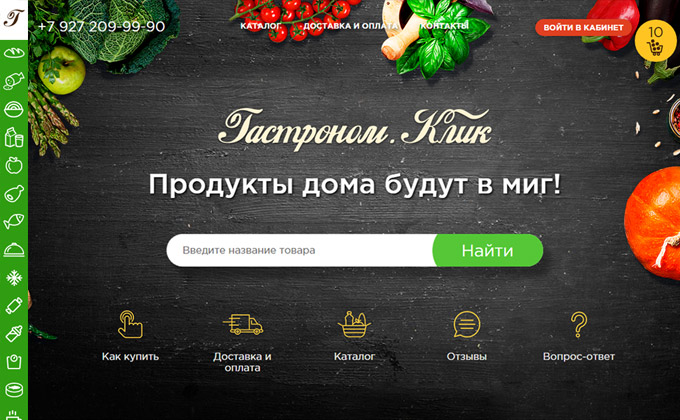 Г
+7 927 209-99-90
КАТАЛОГ
ДОСТАВКА И ОПЛАТА
КОНТАКТЫ
ВОЙТИ В КАБИНЕТ
10
Гастроном.Клик
Продукты дома будут в миг!
Введите название товара
Найти
Как купить
Доставка и
оплата
Каталог
Отзывы
Вопрос-ответ